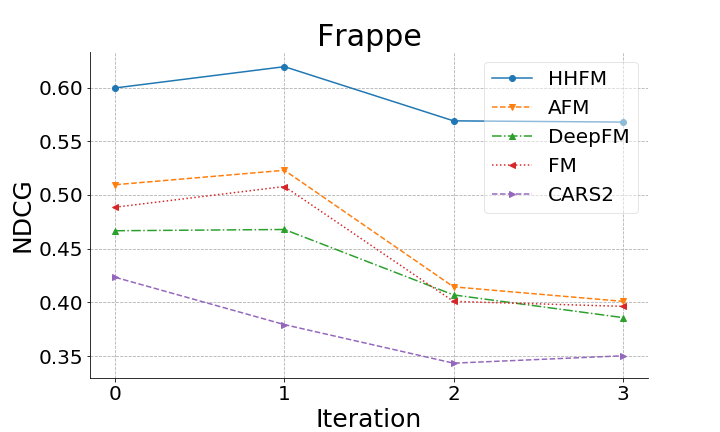 Frappe
NDCG
0.60
0.55
0.50
0.45
0.40
0.35
HHFM
AFM
DeepFM
FM
CARS2
0
1
2
3
Iteration